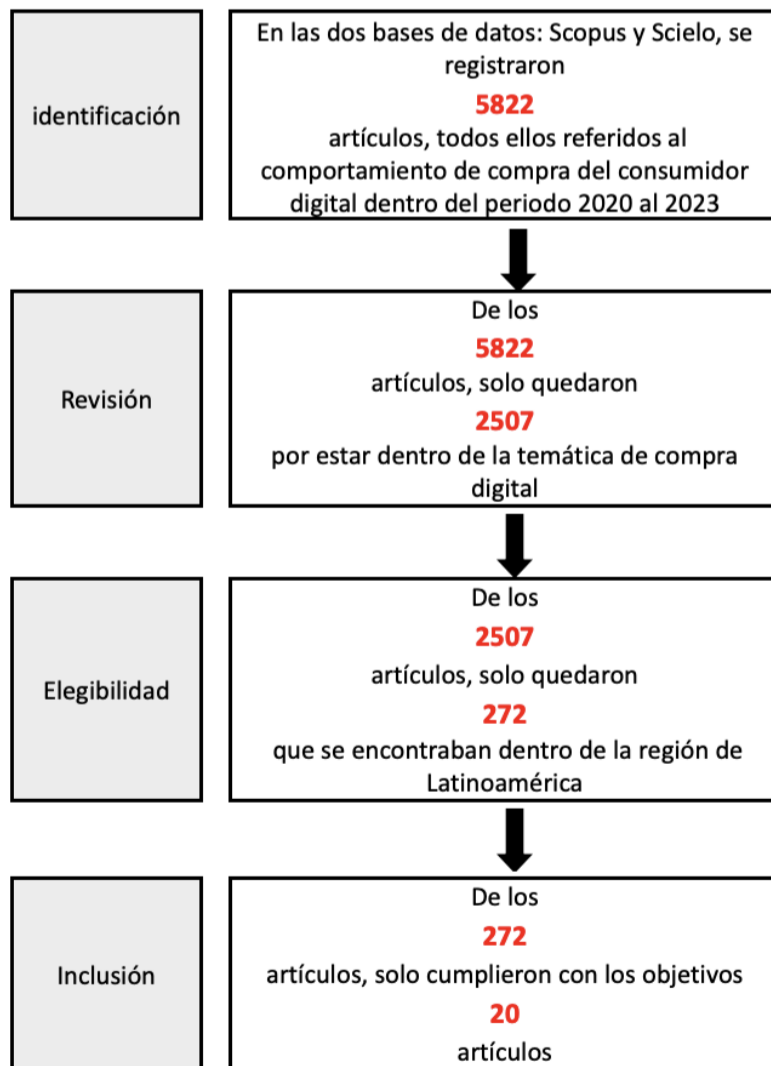 identificación
En las dos bases de datos: Scopus y Scielo, se
registraron
5822
artículos, todos ellos referidos al
comportamiento de compra del consumidor
digital dentro del periodo 2020 al 2023
Revisión
De los
5822
artículos, solo quedaron
2507
por estar dentro de la temática de compra
digital
Elegibilidad
De los
2507
artículos, solo quedaron
272
que se encontraban dentro de la región de
Latinoamérica
Inclusión
De los
272
artículos, solo cumplieron con los objetivos
20
artículos